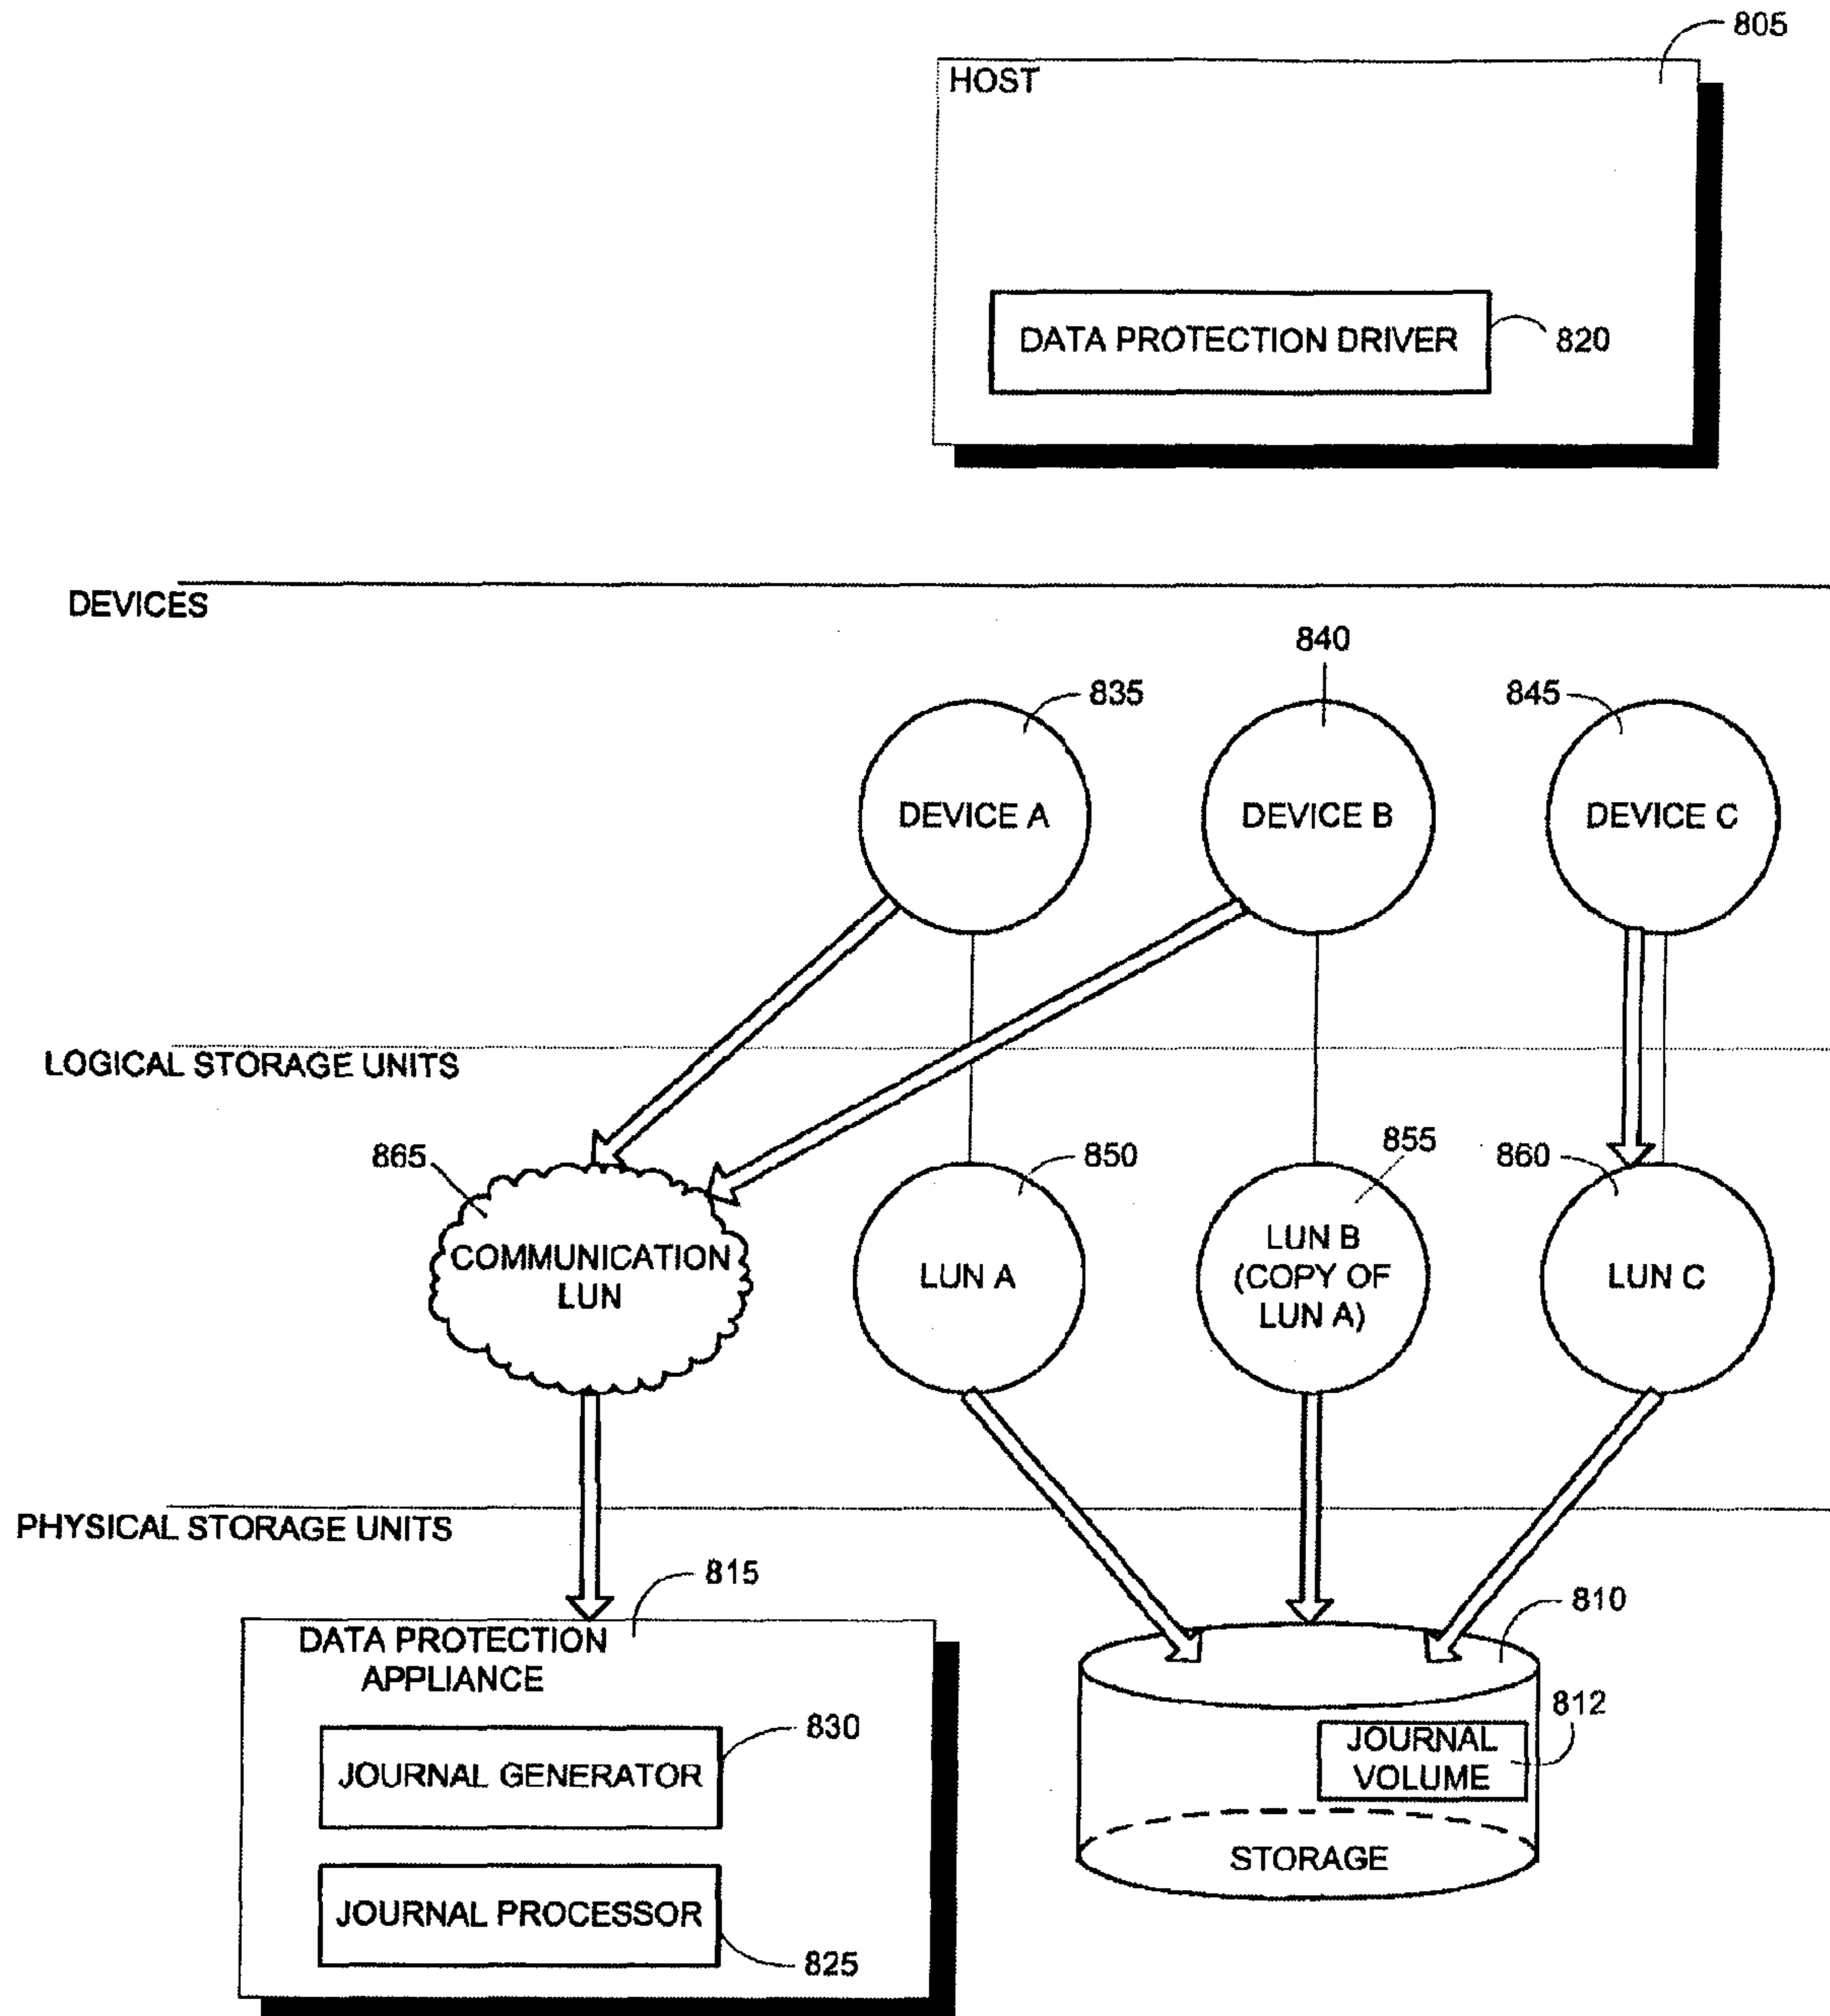 805
HOST
DATA PROTECTION DRIVER
820
DEVICES
840
835
845
DEVICE A
DEVICE B
DEVICE C
LOGICAL STORAGE UNITS
865
850
855
860
COMMUNICATION
LUN
LUN A
LUN B
(COPY OF
LUN A)
LUN C
PHYSICAL STORAGE UNITS
815
810
DATA PROTECTION
APPLIANCE
812
830
JOURNAL GENERATOR
JOURNAL
VOLUME
STORAGE
JOURNAL PROCESSOR
825